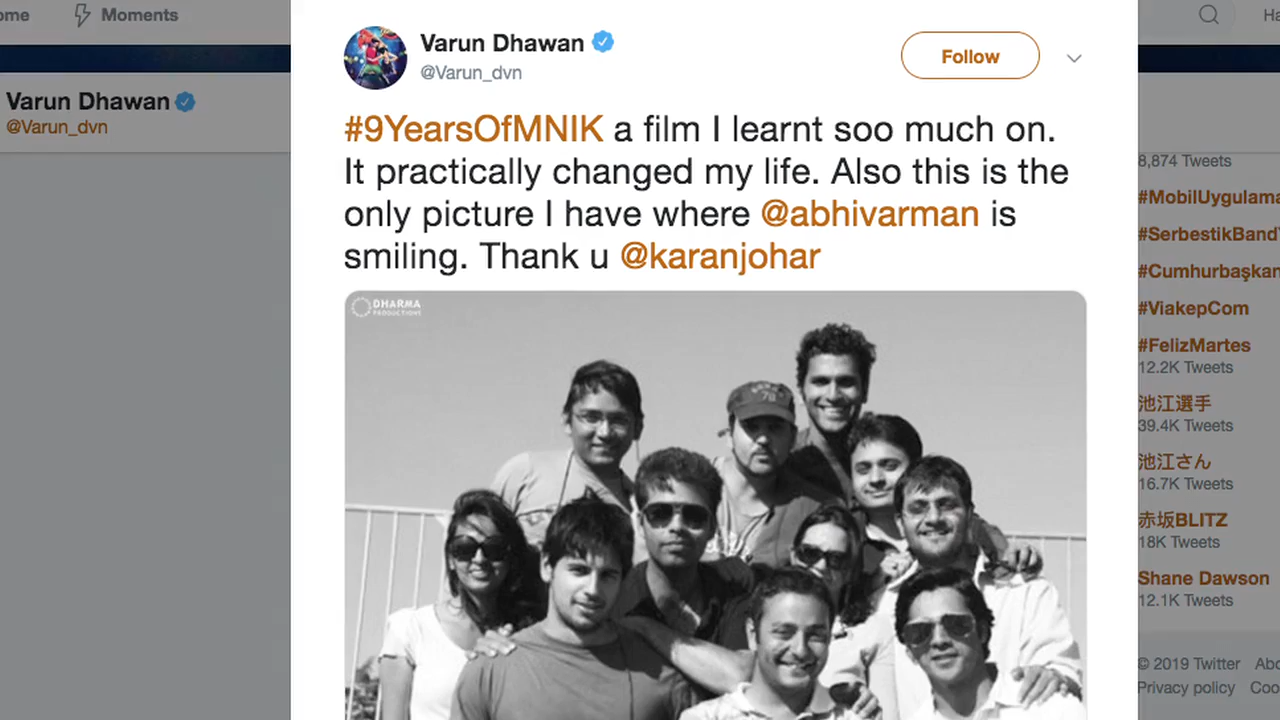 ome
Moments
Ha
Varun Dhawan
@Varun_dvn
Varun Dhawan
@Varun_dvn
Follow
#9YearsOfMNIK a film I learnt soo much on.
It practically changed my life. Also this is the
only picture I have where @abhivarman is
smiling. Thank u @karanjohar
DHARMA
PRODUCTIONS
8,874 Tweets
#MobilUygulama
#SerbestikBandY
#Cumhurbaşkan
#ViakepCom
#FelizMartes
12.2K Tweets
池江選手
39.4K Tweets
池江さん
16.7K Tweets
赤坂BLITZ
18K Tweets
Shane Dawson
12.1K Tweets
© 2019 Twitter Abo
Privacy policy Coo